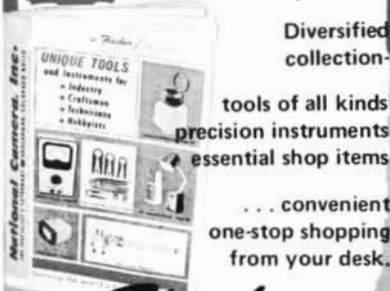 National Camera, Inc.
Flasher
UNIQUE TOOLS
and Instruments for
» Industry
» Craftsmen
» Technicians
» Hobbyists
Diversified
collection-
tools of all kinds
precision instruments
essential shop items
. . . convenient
one-stop shopping
from your desk.